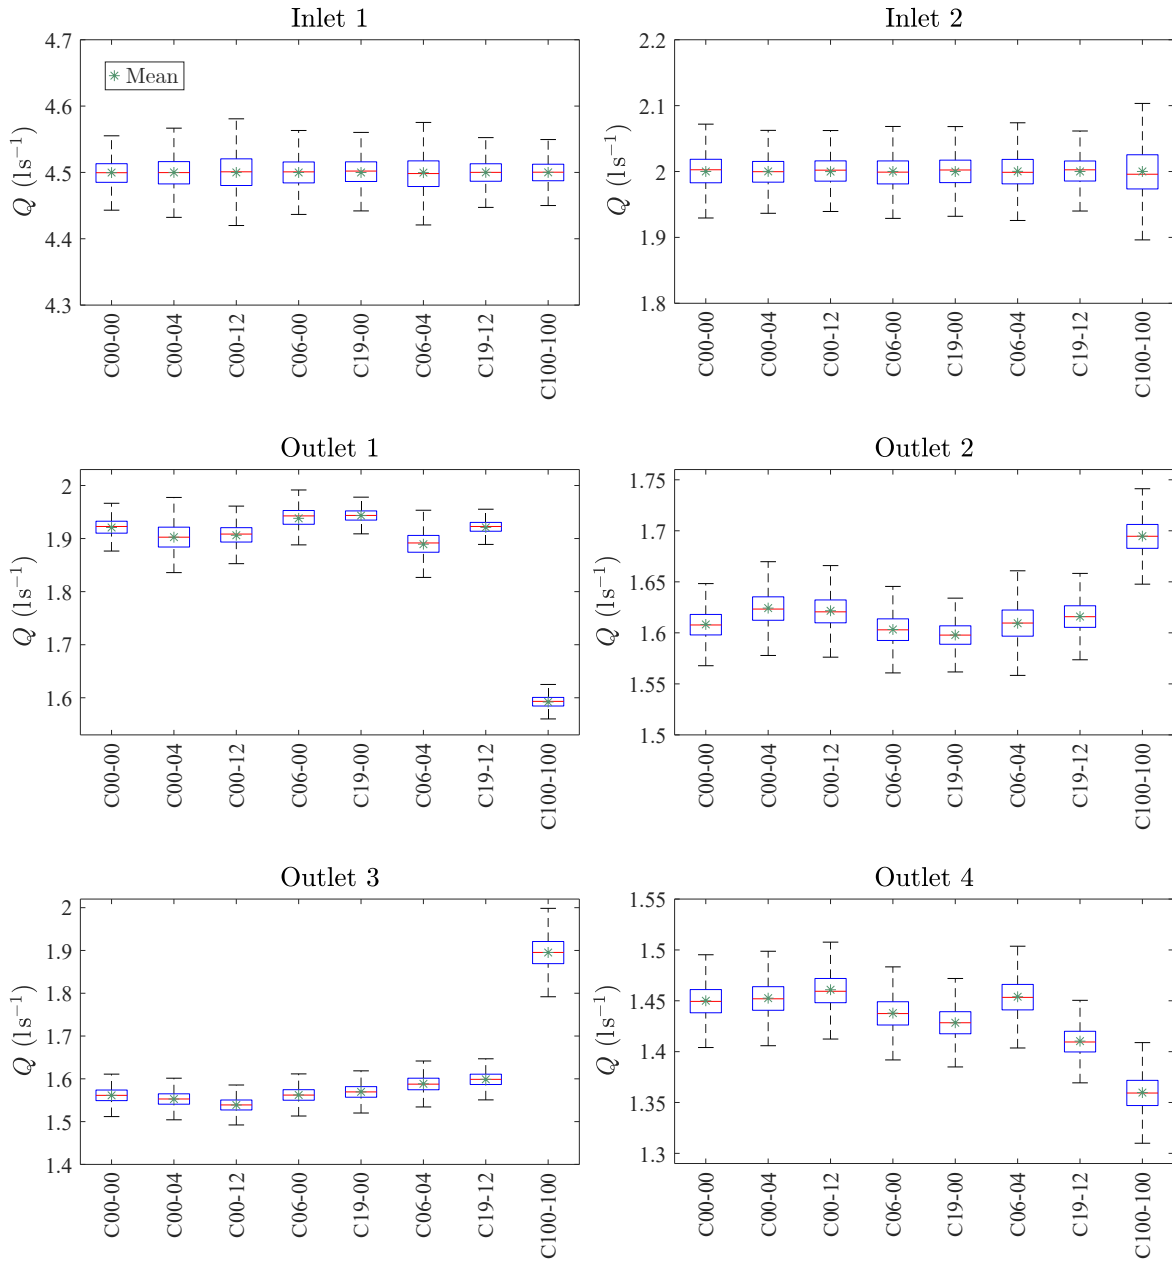 Inlet 1
4.7
4.6
4.5
4.4
4.3
Q (ls⁻¹)
Mean
C00-00
C00-04
C00-12
C06-00
C19-00
C06-04
C19-12
C100-100
Inlet 2
2.2
2.1
2
1.9
1.8
Q (ls⁻¹)
C00-00
C00-04
C00-12
C06-00
C19-00
C06-04
C19-12
C100-100
Outlet 1
2
1.9
1.8
1.7
1.6
Q (ls⁻¹)
C00-00
C00-04
C00-12
C06-00
C19-00
C06-04
C19-12
C100-100
Outlet 2
1.75
1.7
1.65
1.6
1.55
1.5
Q (ls⁻¹)
C00-00
C00-04
C00-12
C06-00
C19-00
C06-04
C19-12
C100-100
Outlet 3
2
1.9
1.8
1.7
1.6
1.5
1.4
Q (ls⁻¹)
C00-00
C00-04
C00-12
C06-00
C19-00
C06-04
C19-12
C100-100
Outlet 4
1.55
1.5
1.45
1.4
1.35
1.3
Q (ls⁻¹)
C00-00
C00-04
C00-12
C06-00
C19-00
C06-04
C19-12
C100-100